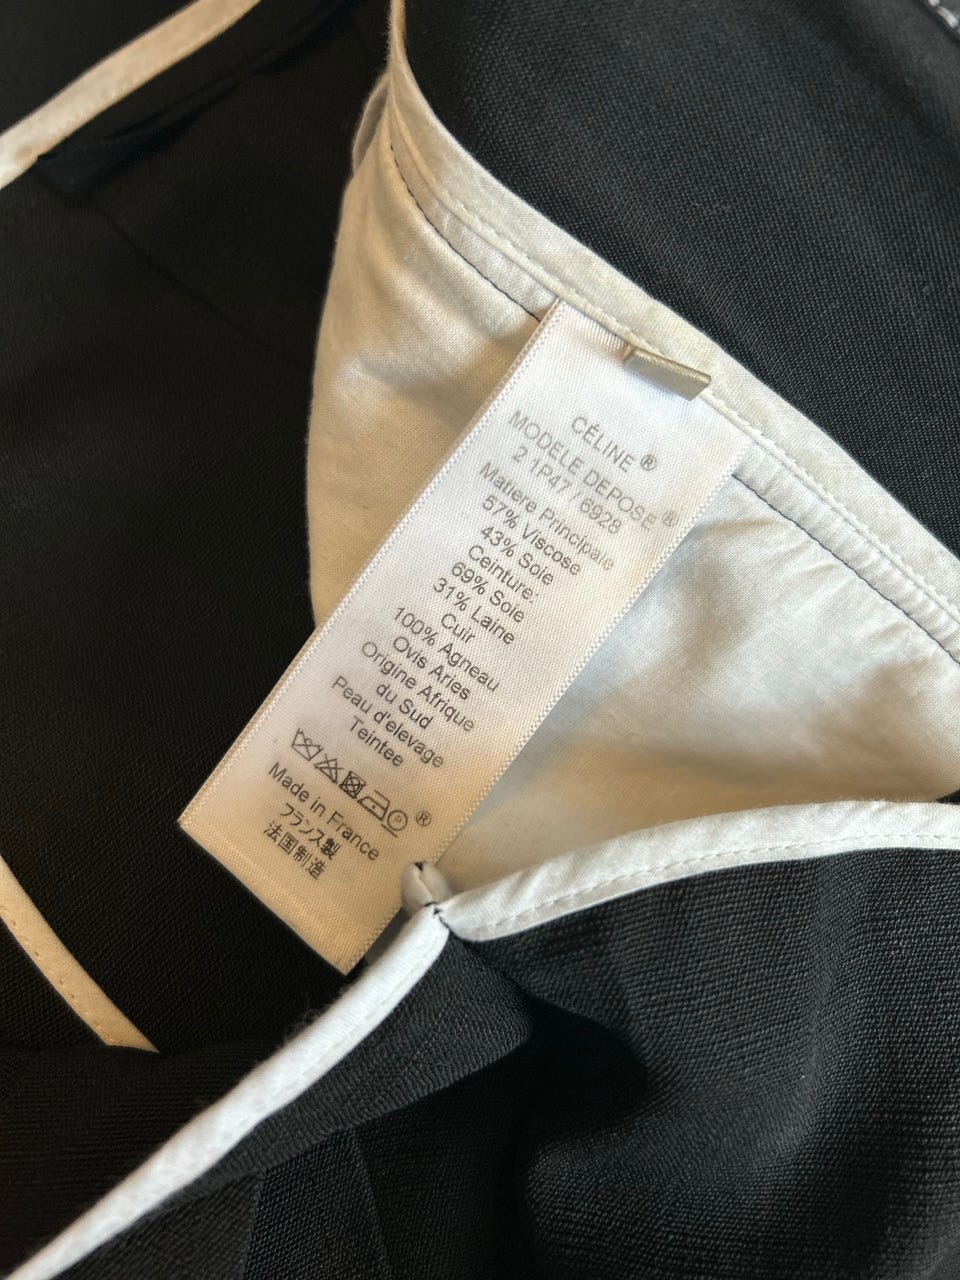 CÉLINE ®
MODELE DEPOSE ®
2 1P47 / 6928
Matiere Principale
57% Viscose
43% Soie
Ceinture:
69% Soie
31% Laine
Cuir
100% Agneau
Ovis Aries
Origine Afrique
du Sud
Peau d'elevage
Teintee
P ®
Made in France
フランス製
法国制造